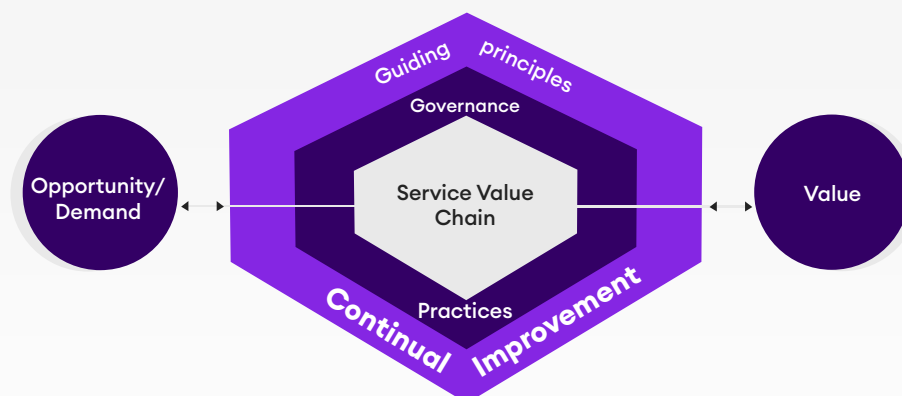 Guiding principles
Governance
Opportunity/
Demand
Service Value
Chain
Value
Practices
Continual Improvement